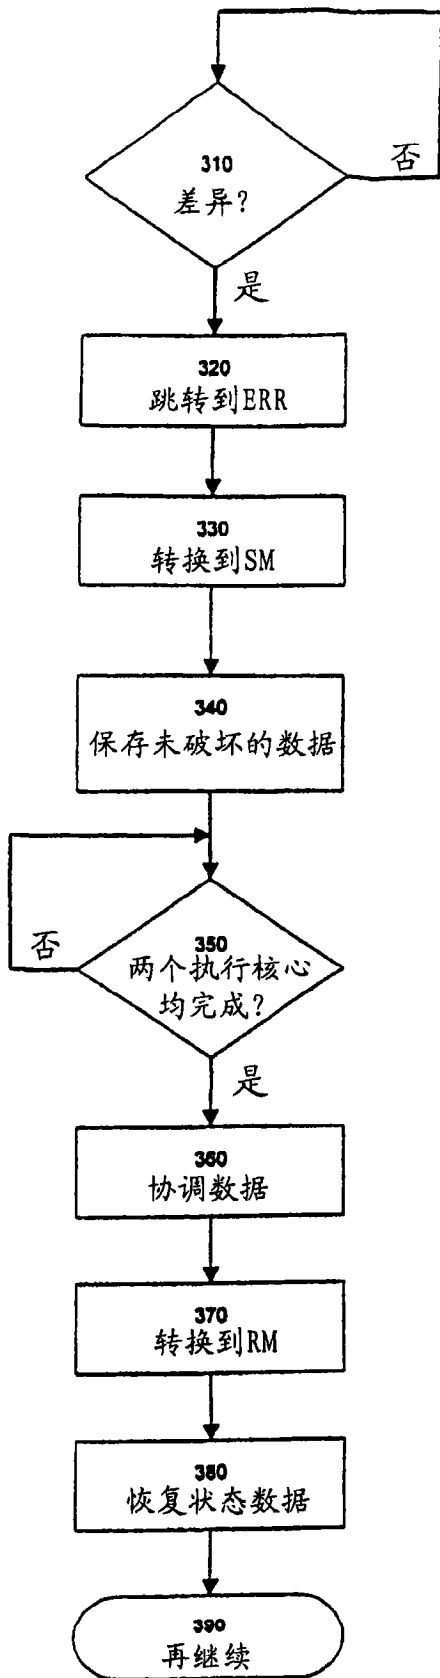 310
差异?
否
是
320
跳转到ERR
330
转换到SM
340
保存未破坏的数据
否
350
两个执行核心
均完成?
是
360
协调数据
370
转换到RM
380
恢复状态数据
390
再继续